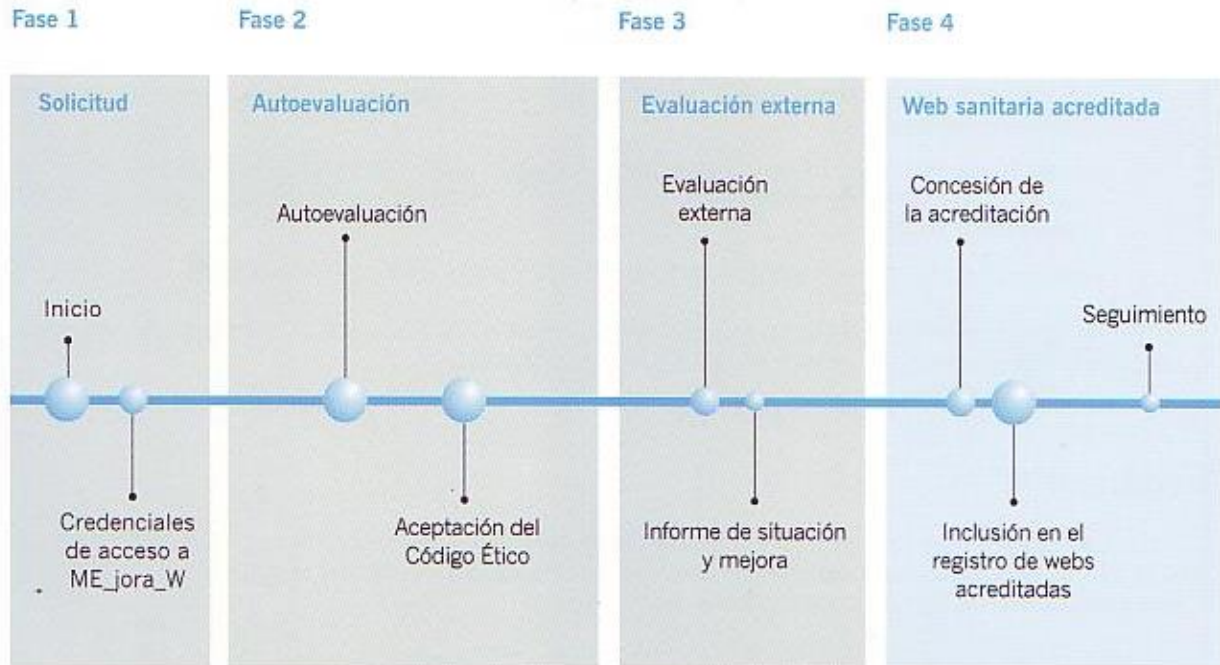 Fase 1
Fase 2
Fase 3
Fase 4
Solicitud
Autoevaluación
Evaluación externa
Web sanitaria acreditada
Inicio
Credenciales
de acceso a
ME_jora_W
Autoevaluación
Aceptación del
Código Ético
Evaluación
externa
Informe de situación
y mejora
Concesión de
la acreditación
Inclusión en el
registro de webs
acreditadas
Seguimiento